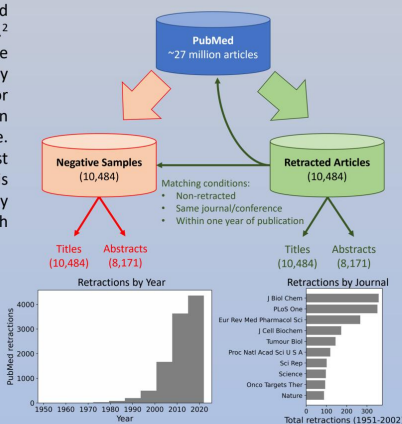 d
,2
e
y
or
n
e.
st
s
y
h
PubMed
~27 million articles
Negative Samples
(10,484)
Retracted Articles
(10,484)
Matching conditions:
• Non-retracted
• Same journal/conference
• Within one year of publication
Titles
(10,484)
Abstracts
(8,171)
Titles
(10,484)
Abstracts
(8,171)
Retractions by Year
PubMed retractions
4000
3000
2000
1000
0
1950 1960 1970 1980 1990 2000 2010 2020
Year
Retractions by Journal
J Biol Chem
PLoS One
Eur Rev Med Pharmacol Sci
J Cell Biochem
Tumour Biol
Proc Natl Acad Sci U S A
Sci Rep
Science
Onco Targets Ther
Nature
0 100 200 300
Total retractions (1951-2002